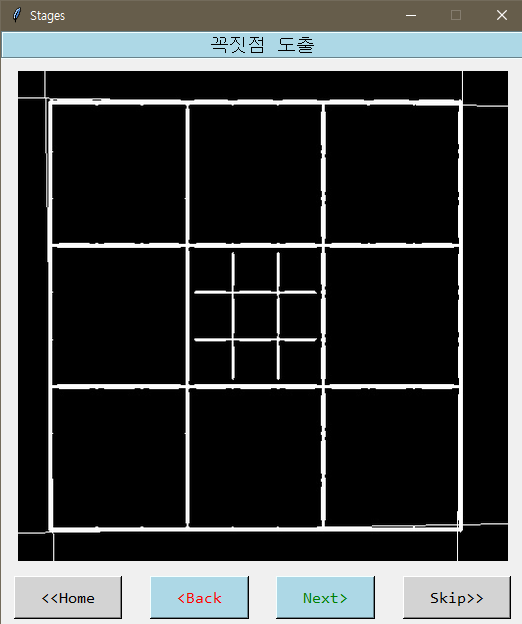 Stages
꼭짓점 도출
<<Home
<Back
Next>
Skip>>